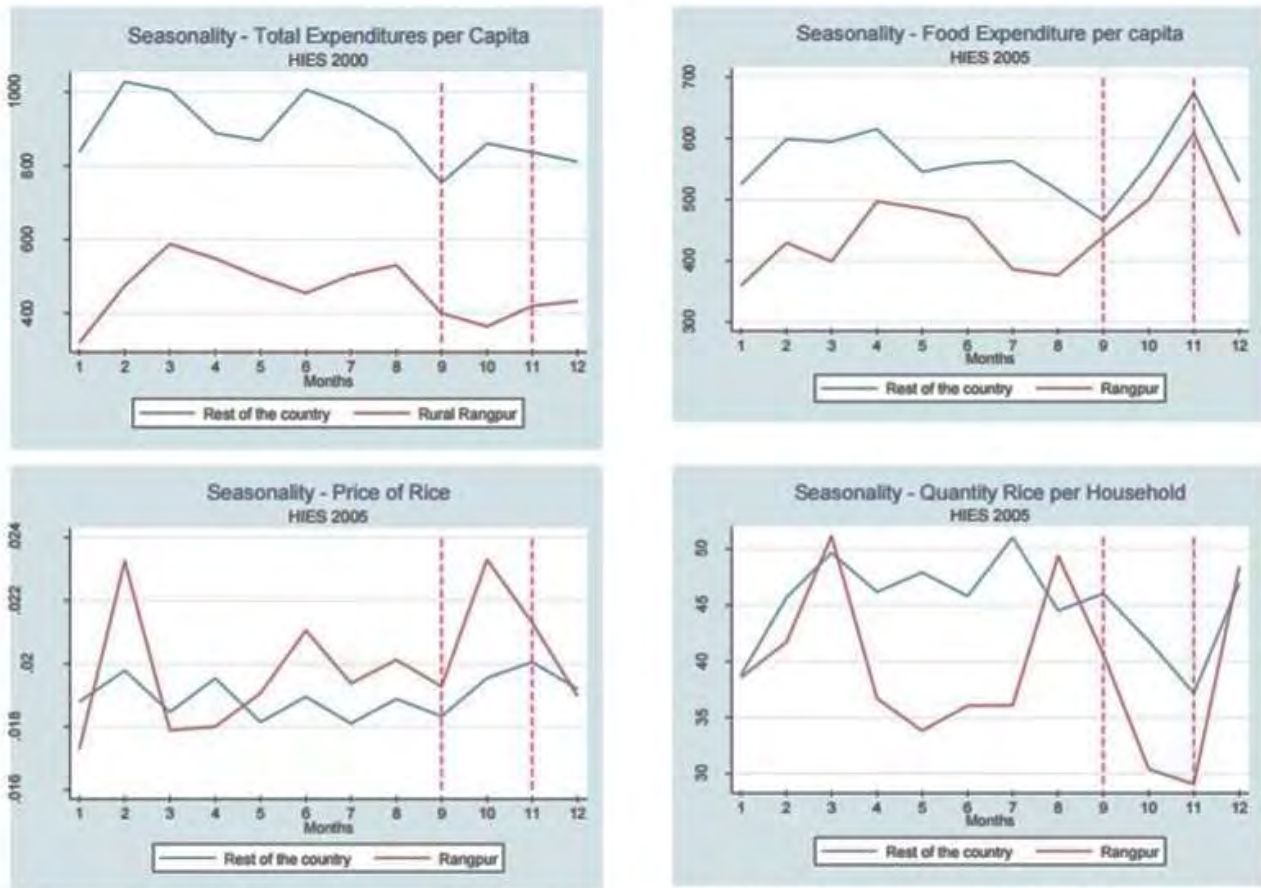 Seasonality - Total Expenditures per Capita
HIES 2000
1000
800
600
400
1 2 3 4 5 6 7 8 9 10 11 12
Months
Rest of the country Rural Rangpur
Seasonality - Food Expenditure per capita
HIES 2005
700
600
500
400
300
1 2 3 4 5 6 7 8 9 10 11 12
Months
Rest of the country Rangpur
Seasonality - Price of Rice
HIES 2005
.024
.022
.02
.018
.016
1 2 3 4 5 6 7 8 9 10 11 12
Months
Rest of the country Rangpur
Seasonality - Quantity Rice per Household
HIES 2005
50
45
40
35
30
1 2 3 4 5 6 7 8 9 10 11 12
Months
Rest of the country Rangpur